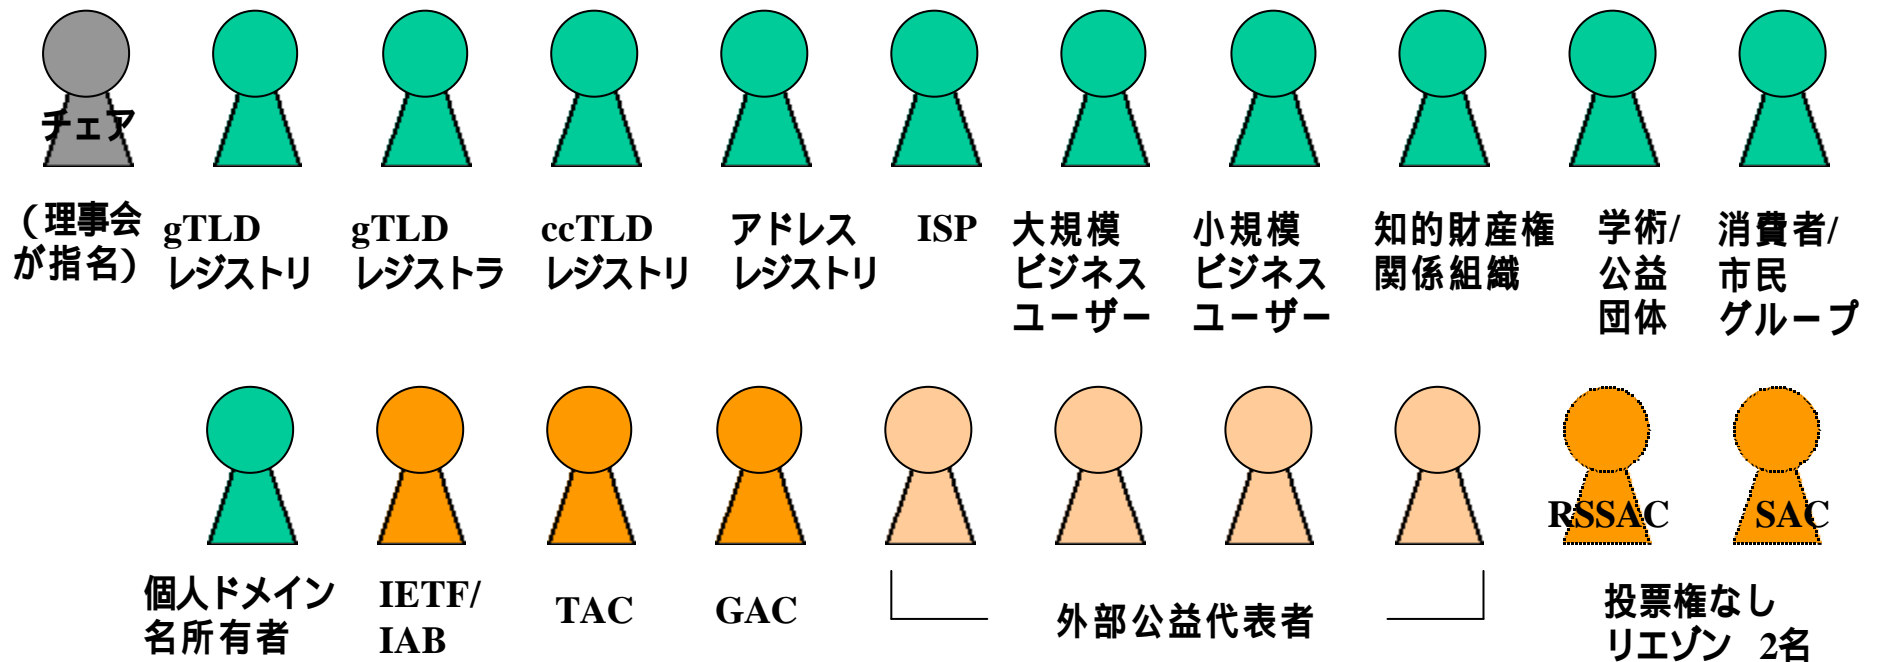 チェア
（理事会
が指名）
gTLD
レジストリ
gTLD
レジストラ
ccTLD
レジストリ
アドレス
レジストリ
ISP
大規模
ビジネス
ユーザー
小規模
ビジネス
ユーザー
知的財産権
関係組織
学術/
公益
団体
消費者/
市民
グループ
個人ドメイン
名所有者
IETF/
IAB
TAC
GAC
外部公益代表者
RSSAC
SAC
投票権なし
リエゾン 2名